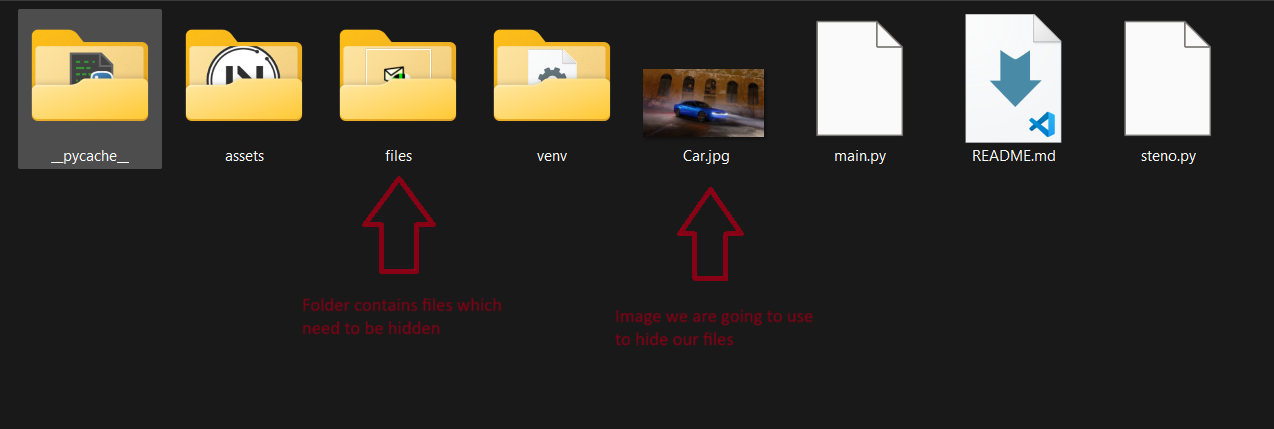 __pycache__
assets
files
venv
Car.jpg
main.py
README.md
steno.py
Folder contains files which
need to be hidden
Image we are going to use
to hide our files